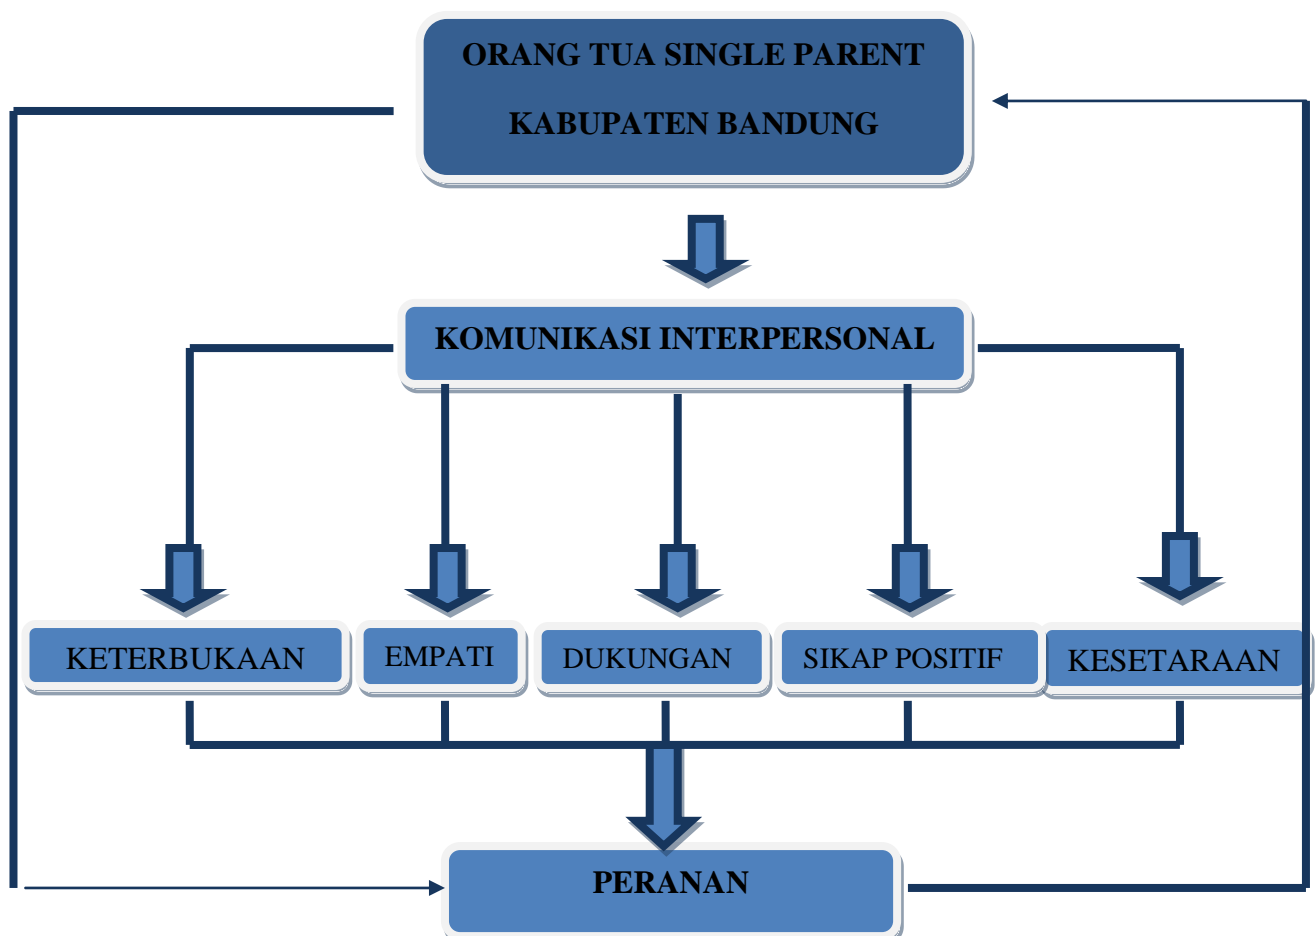 ORANG TUA SINGLE PARENT
KABUPATEN BANDUNG
KOMUNIKASI INTERPERSONAL
KETERBUKAAN
EMPATI
DUKUNGAN
SIKAP POSITIF
KESETARAAN
PERANAN